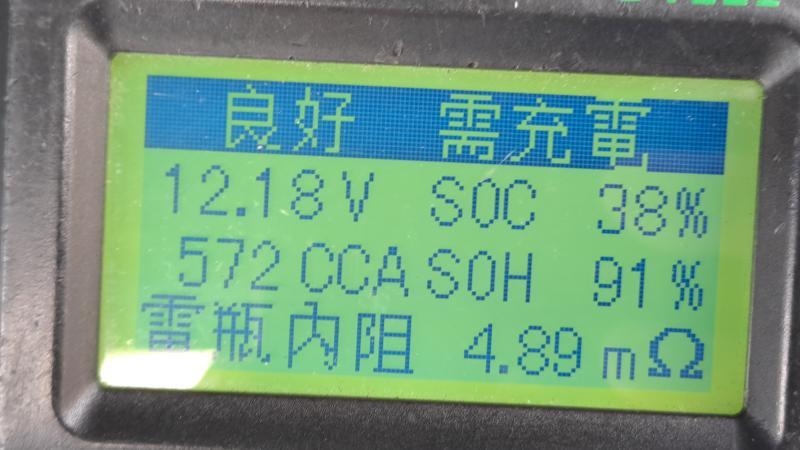 良好 需充電
12.18V SOC 38%
572CCA SOH 91%
電瓶內阻 4.89mΩ